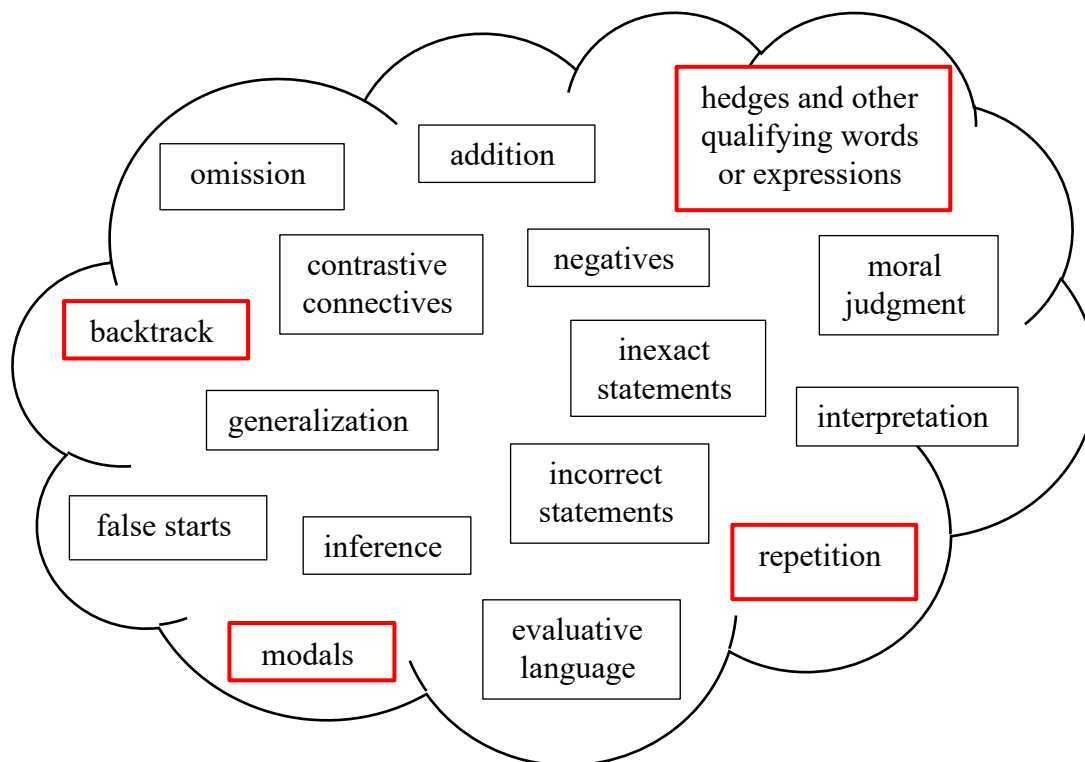 hedges and other
qualifying words
or expressions
addition
omission
contrastive
connectives
negatives
moral
judgment
backtrack
inexact
statements
generalization
interpretation
incorrect
statements
false starts
inference
repetition
modals
evaluative
language